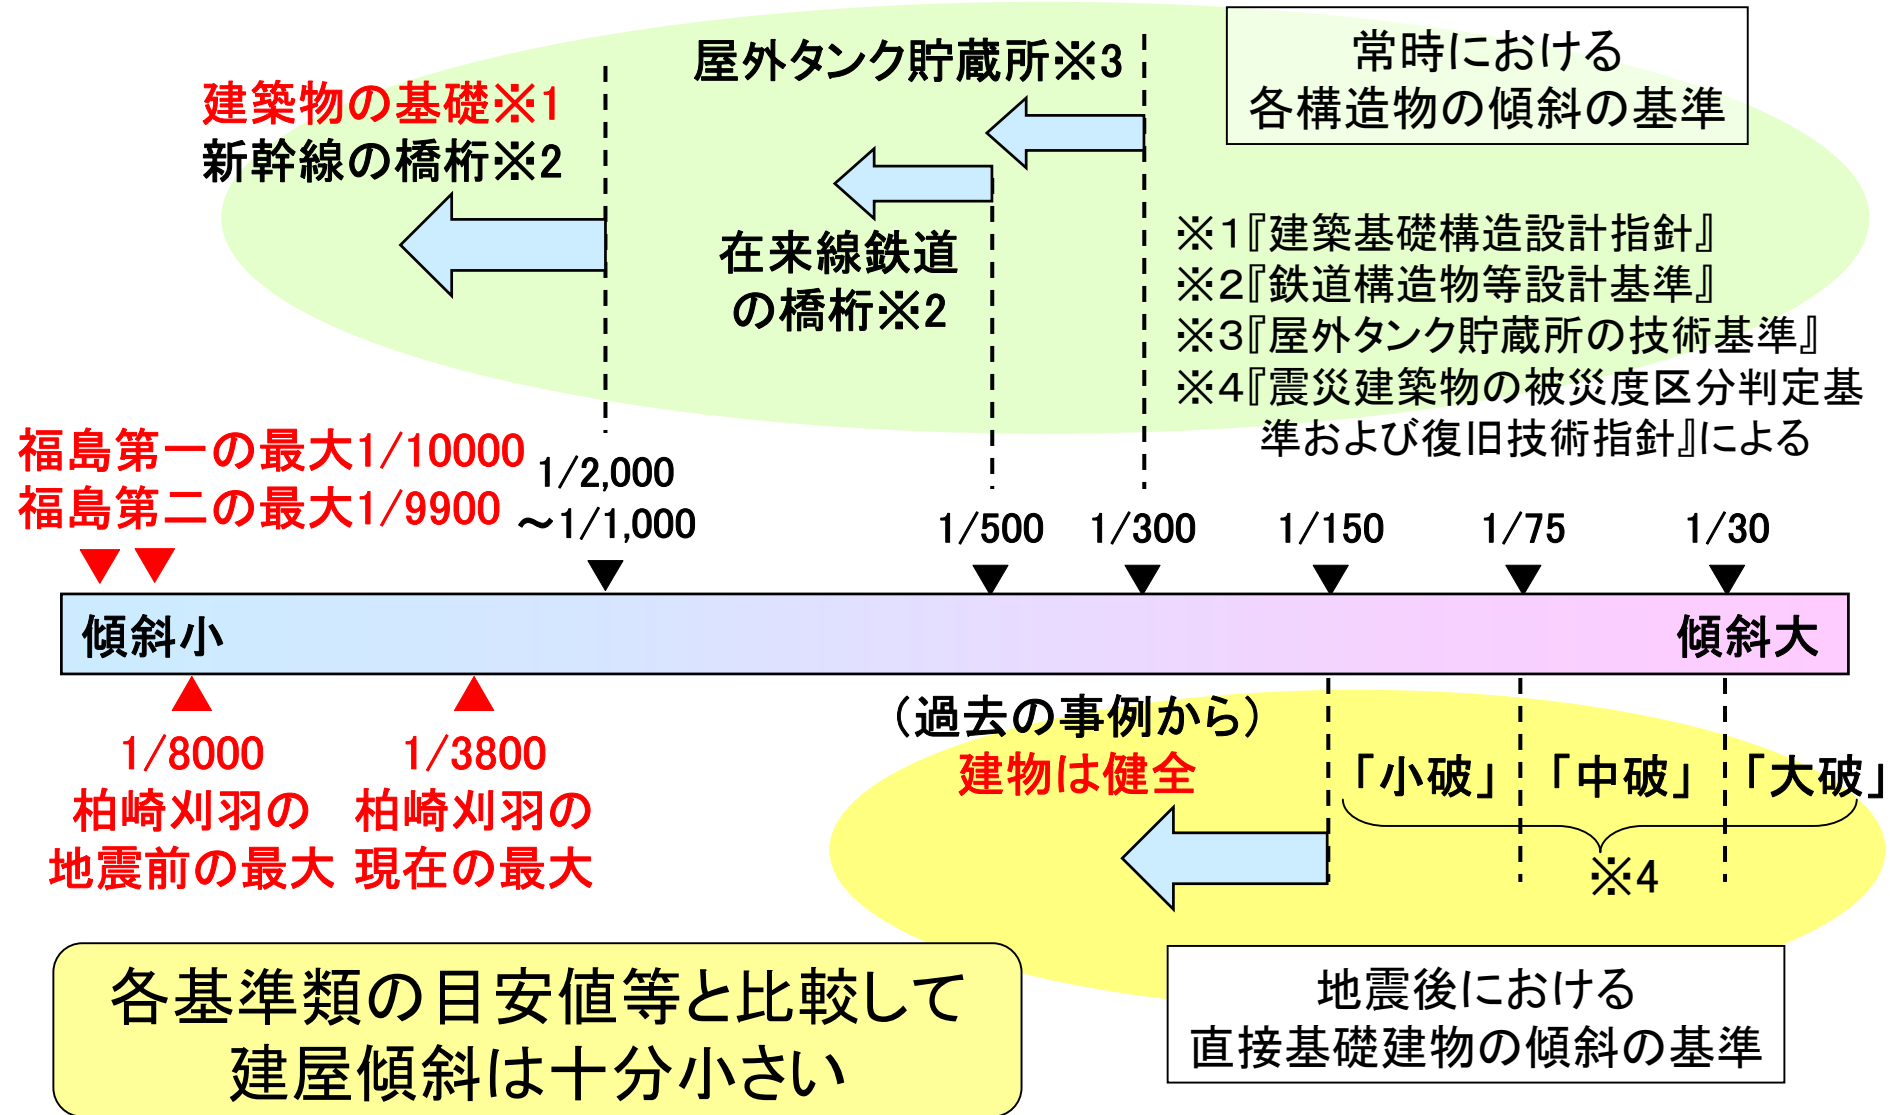 常時における
各構造物の傾斜の基準
屋外タンク貯蔵所※3
建築物の基礎※1
新幹線の橋桁※2
在来線鉄道
の橋桁※2
※1『建築基礎構造設計指針』
※2『鉄道構造物等設計基準』
※3『屋外タンク貯蔵所の技術基準』
※4『震災建築物の被災度区分判定基
準および復旧技術指針』による
福島第一の最大1/10000
福島第二の最大1/9900
1/2,000
～1/1,000
1/500
1/300
1/150
1/75
1/30
傾斜小
傾斜大
1/8000
柏崎刈羽の
地震前の最大
1/3800
柏崎刈羽の
現在の最大
（過去の事例から）
建物は健全
「小破」
「中破」
「大破」
※4
各基準類の目安値等と比較して
建屋傾斜は十分小さい
地震後における
直接基礎建物の傾斜の基準